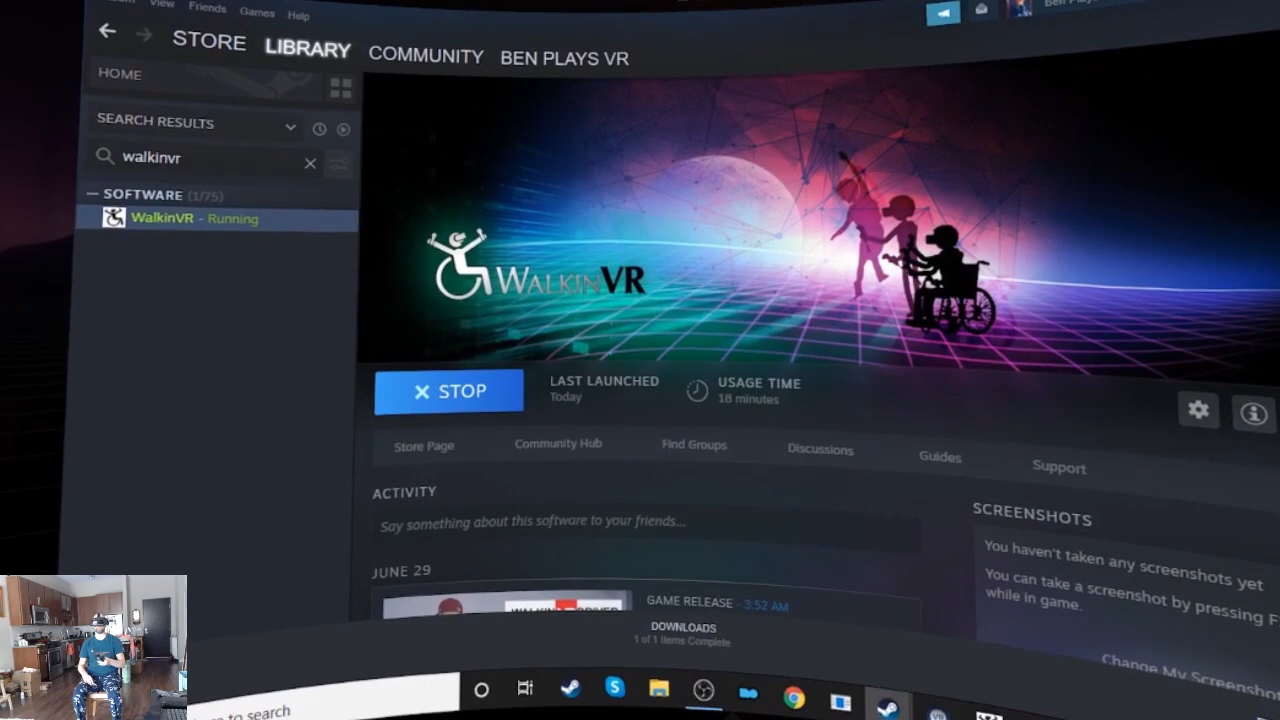 View Friends Games Help
STORE LIBRARY COMMUNITY BEN PLAYS VR
HOME
SEARCH RESULTS
walkinvr
SOFTWARE (1/75)
WalkinVR - Running
WALKINVR
STOP
LAST LAUNCHED
Today
USAGE TIME
18 minutes
Store Page Community Hub Find Groups Discussions Guides Support
ACTIVITY
Say something about this software to your friends...
JUNE 29
GAME RELEASE - 3:52 AM
SCREENSHOTS
You haven't taken any screenshots yet
You can take a screenshot by pressing F
while in game.
Change My Screensho
DOWNLOADS
1 of 1 Items Complete
to search